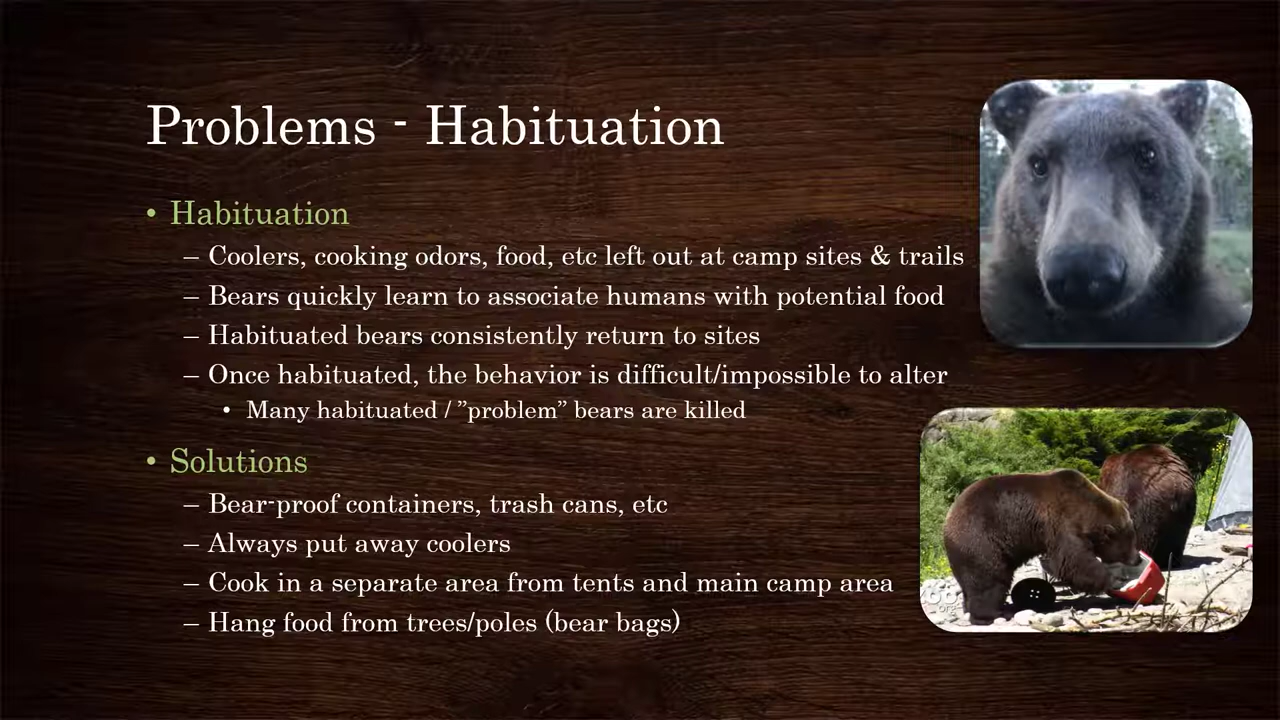 Problems - Habituation
• Habituation
– Coolers, cooking odors, food, etc left out at camp sites & trails
– Bears quickly learn to associate humans with potential food
– Habituated bears consistently return to sites
– Once habituated, the behavior is difficult/impossible to alter
• Many habituated / ”problem” bears are killed
• Solutions
– Bear-proof containers, trash cans, etc
– Always put away coolers
– Cook in a separate area from tents and main camp area
– Hang food from trees/poles (bear bags)